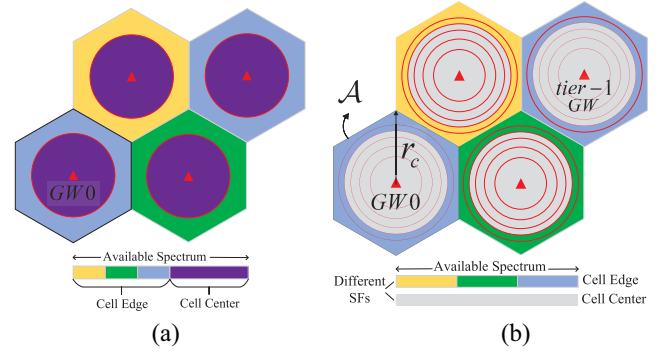 GW0
Available Spectrum
Cell Edge
Cell Center
(a)
𝒜
tier-1
GW
r_c
GW0
Available Spectrum
Different
SFs
Cell Edge
Cell Center
(b)